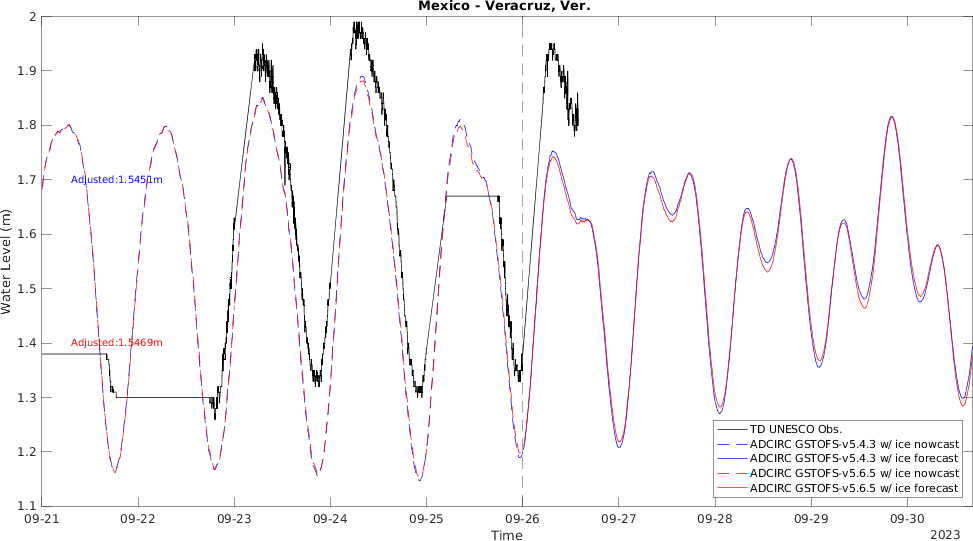 Mexico - Veracruz, Ver.
2
1.9
1.8
1.7
1.6
1.5
1.4
1.3
1.2
1.1
Water Level (m)
Adjusted:1.5451m
Adjusted:1.5469m
TD UNESCO Obs.
ADCIRC GSTOFS-v5.4.3 w/ ice nowcast
ADCIRC GSTOFS-v5.4.3 w/ ice forecast
ADCIRC GSTOFS-v5.6.5 w/ ice nowcast
ADCIRC GSTOFS-v5.6.5 w/ ice forecast
09-21 09-22 09-23 09-24 09-25 09-26 09-27 09-28 09-29 09-30
Time
2023